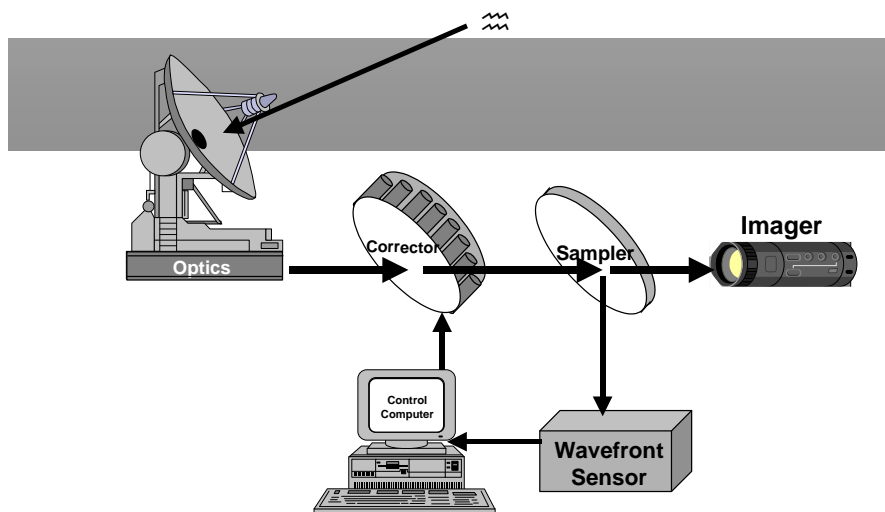 Imager
Corrector
Sampler
Optics
Control
Computer
Wavefront
Sensor